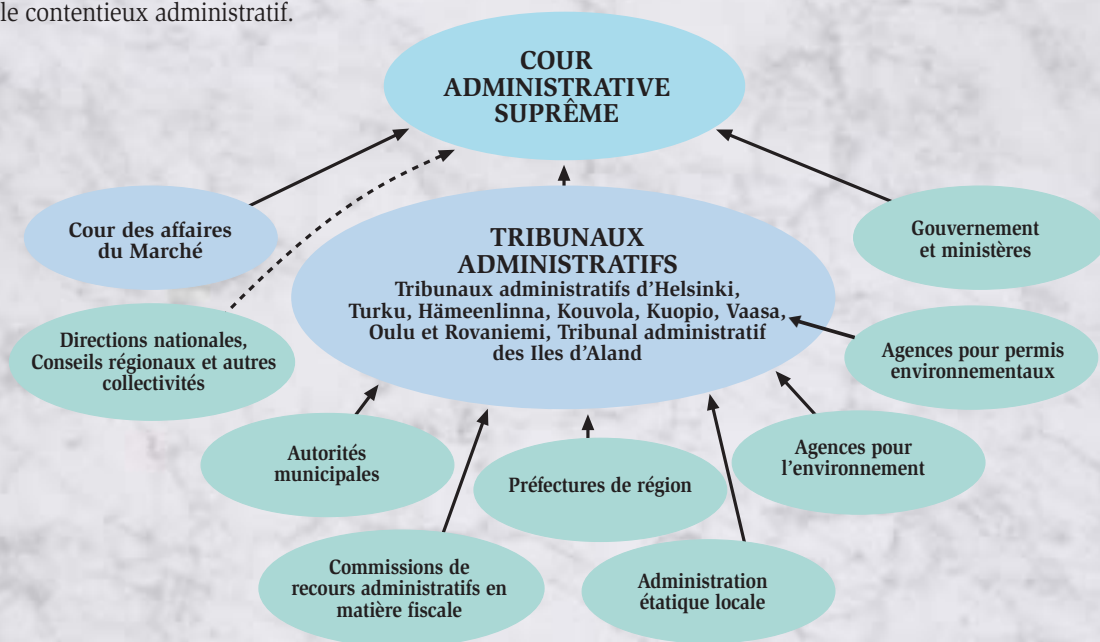 le contentieux administratif.
COUR
ADMINISTRATIVE
SUPRÊME
Cour des affaires
du Marché
TRIBUNAUX
ADMINISTRATIFS
Tribunaux administratifs d'Helsinki,
Turku, Hämeenlinna, Kouvola, Kuopio, Vaasa,
Oulu et Rovaniemi, Tribunal administratif
des Iles d'Aland
Gouvernement
et ministères
Directions nationales,
Conseils régionaux et autres
collectivités
Agences pour permis
environnementaux
Autorités
municipales
Préfectures de région
Agences pour
l'environnement
Commissions de
recours administratifs en
matière fiscale
Administration
étatique locale